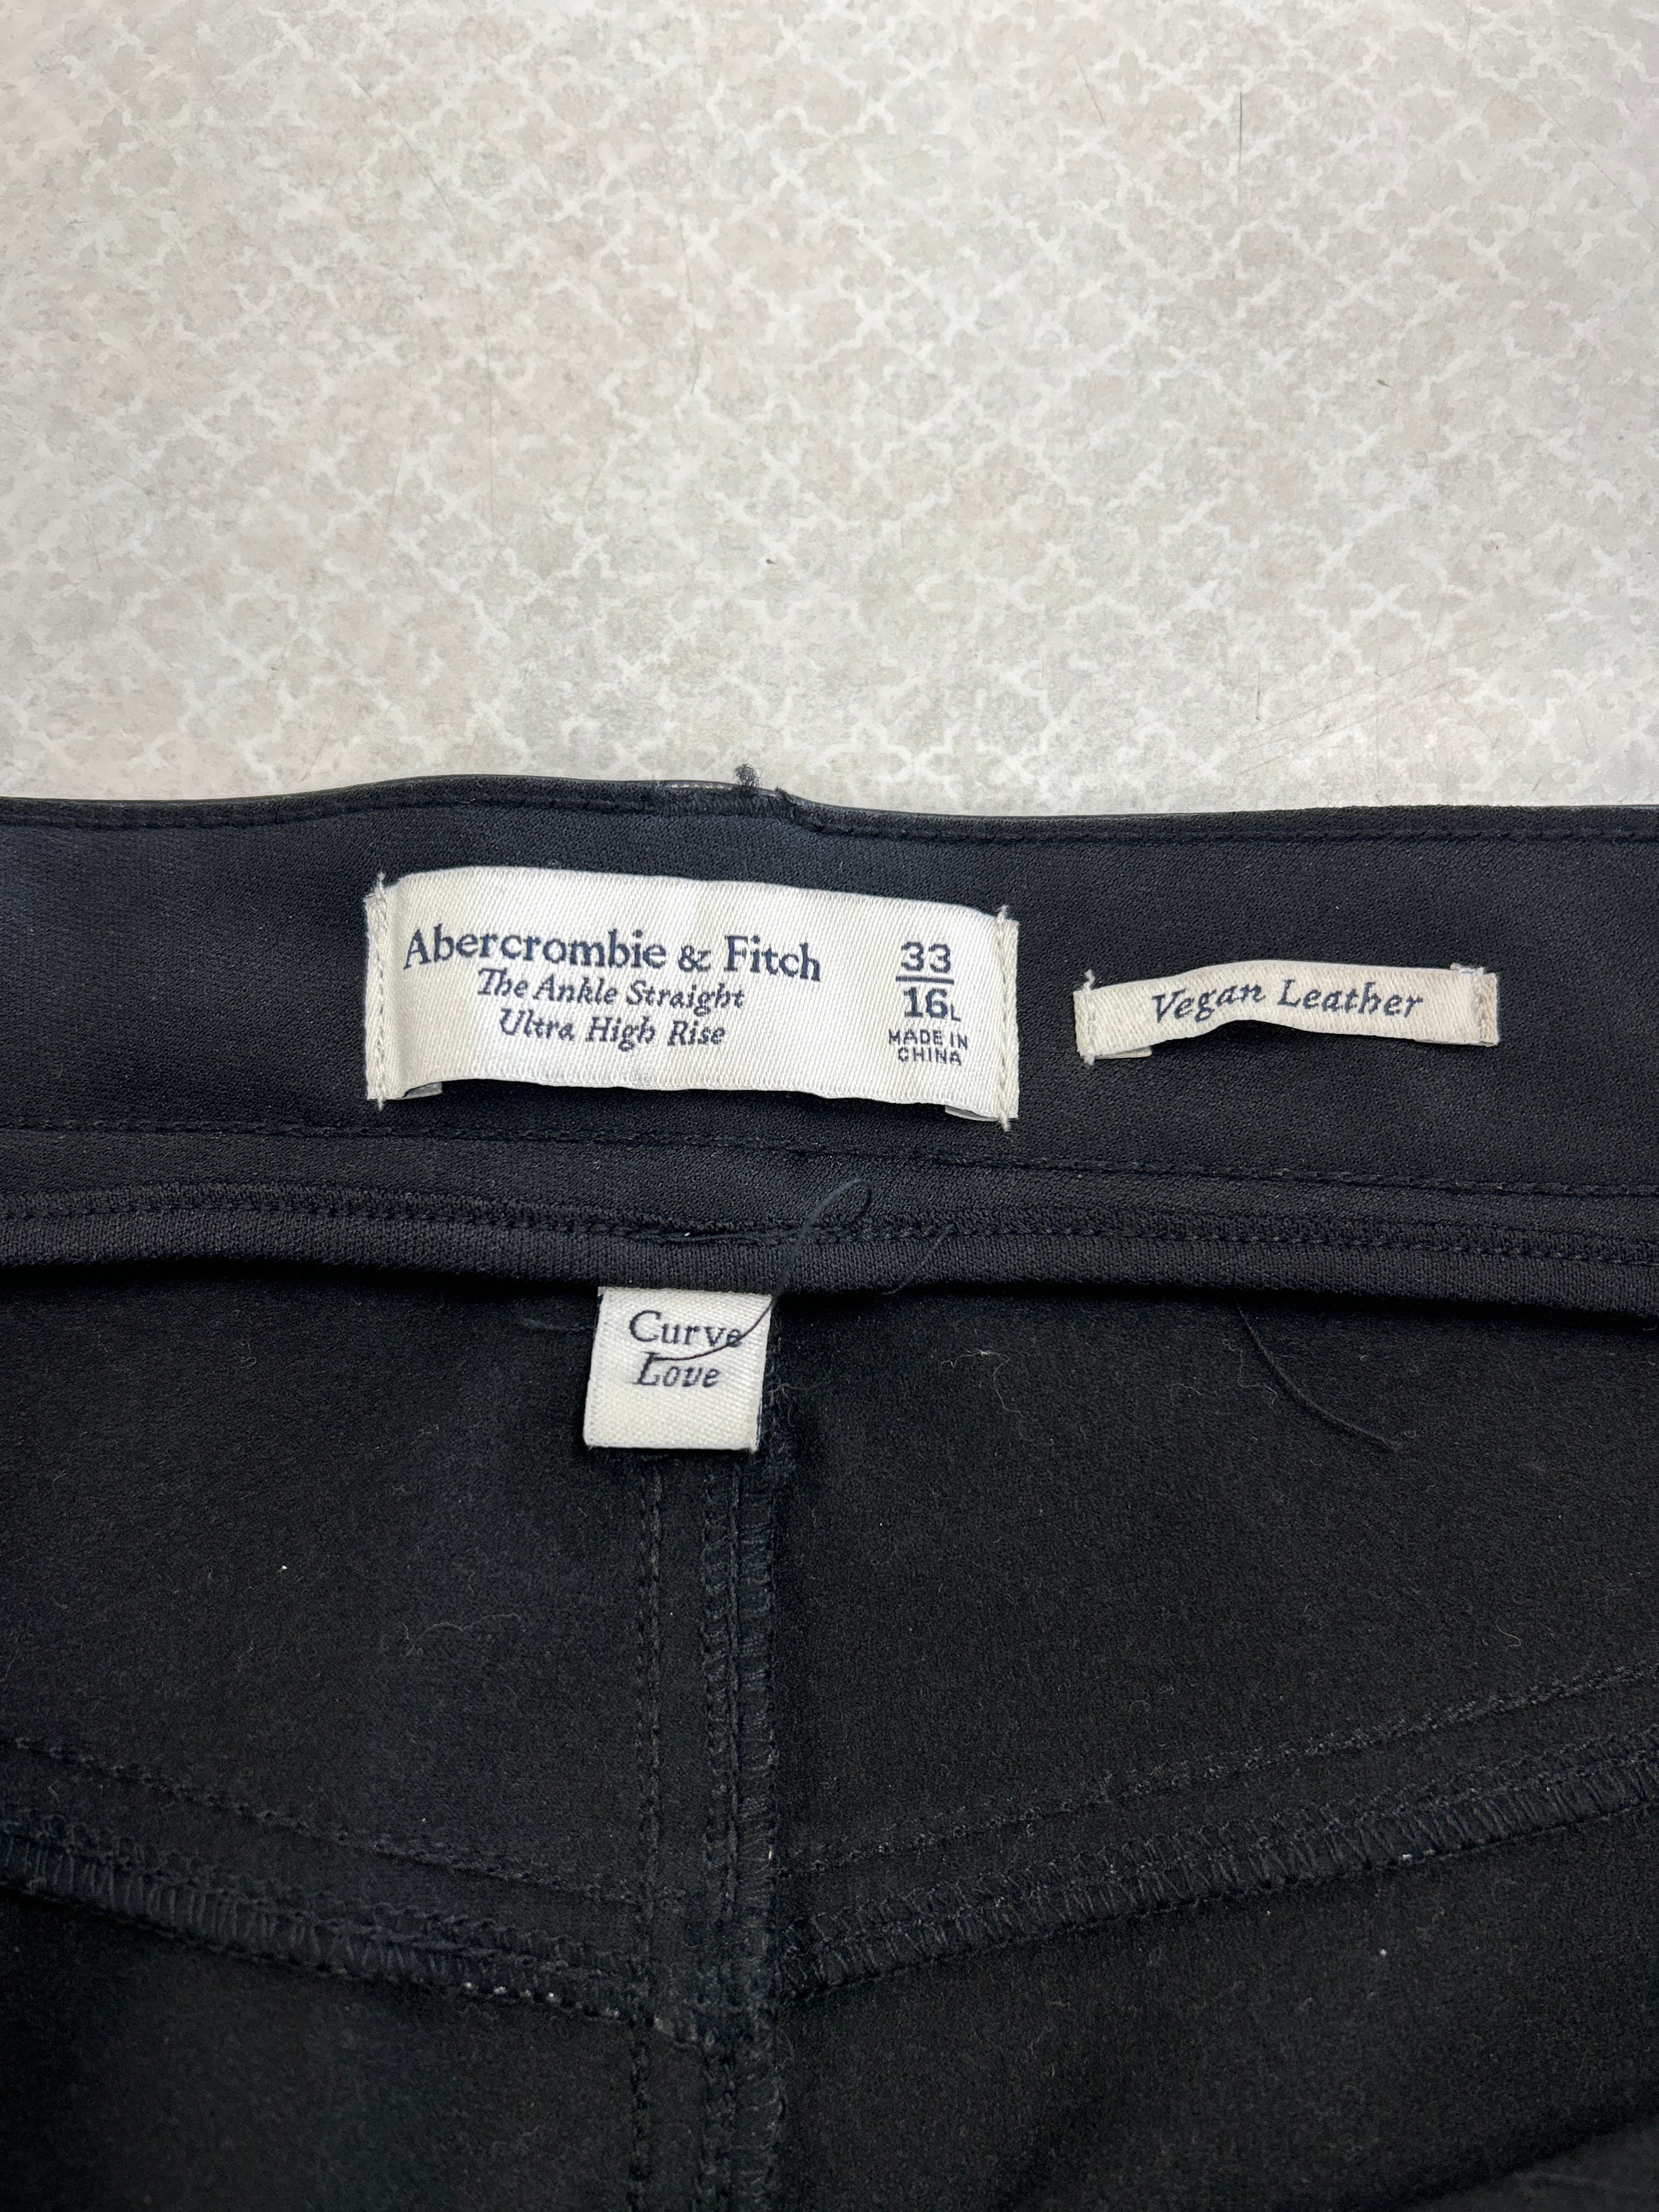 Abercrombie & Fitch
The Ankle Straight
Ultra High Rise
33
16L
MADE IN
CHINA
Vegan Leather
Curve
Love